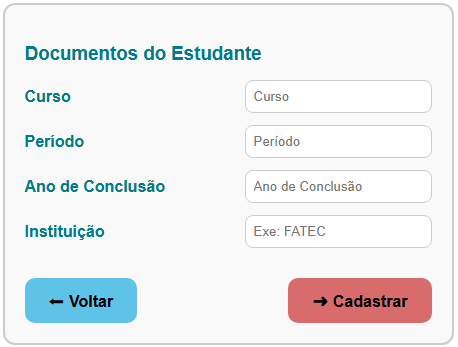 Documentos do Estudante
Curso Curso
Período Período
Ano de Conclusão Ano de Conclusão
Instituição Exe: FATEC
⬅ Voltar ➜ Cadastrar